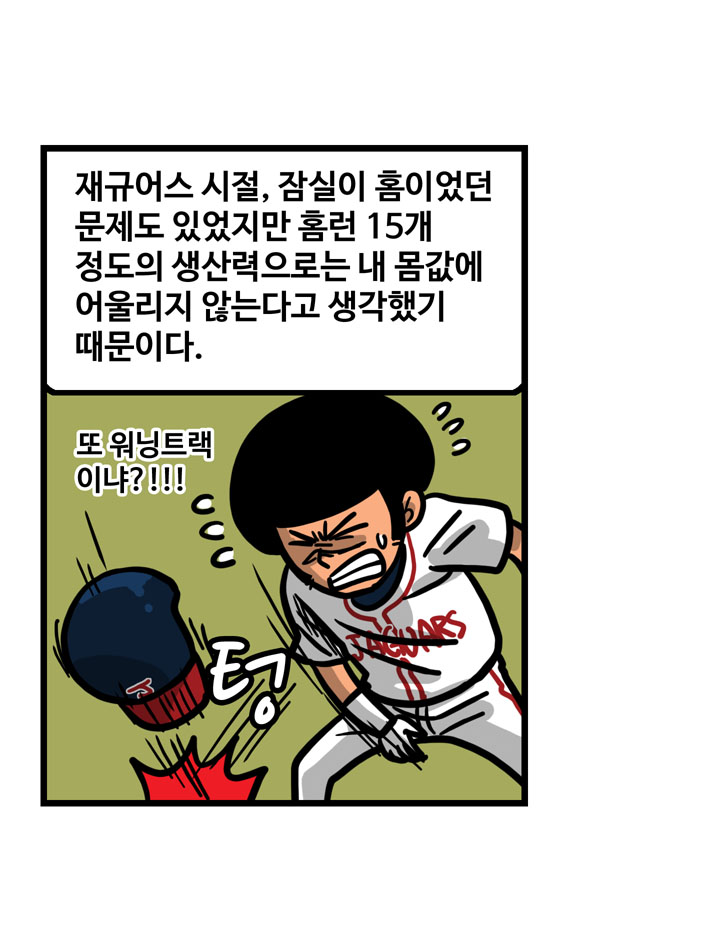 재규어스 시절, 잠실이 홈이었던
문제도 있었지만 홈런 15개
정도의 생산력으로는 내 몸값에
어울리지 않는다고 생각했기
때문이다.
또 워닝트랙
이냐?!!!
텅
JAGUARS
J